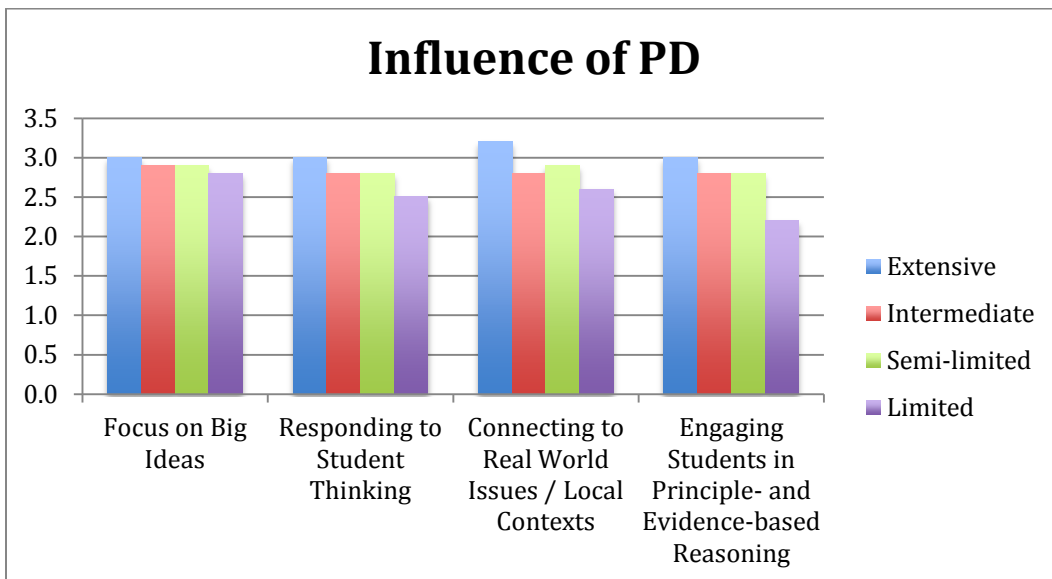 Influence of PD
3.5
3.0
2.5
2.0
1.5
1.0
0.5
0.0
Focus on Big
Ideas
Responding to
Student
Thinking
Connecting to
Real World
Issues / Local
Contexts
Engaging
Students in
Principle- and
Evidence-based
Reasoning
Extensive
Intermediate
Semi-limited
Limited